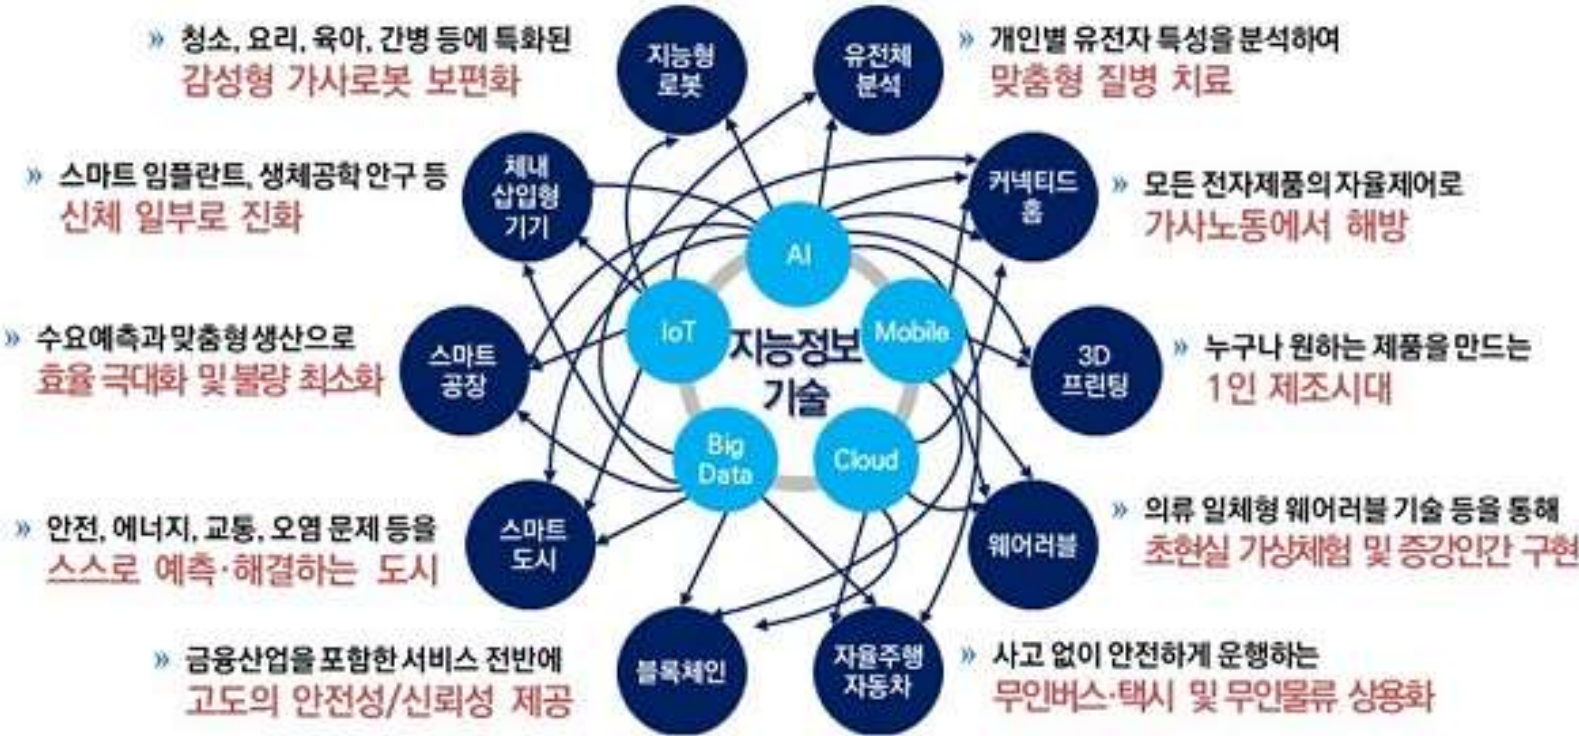 » 청소, 요리, 육아, 간병 등에 특화된
감성형 가사로봇 보편화
지능형
로봇
유전체
분석
» 개인별 유전자 특성을 분석하여
맞춤형 질병 치료
» 스마트 임플란트, 생체공학 안구 등
신체 일부로 진화
체내
삽입형
기기
커넥티드
홈
» 모든 전자제품의 자율제어로
가사노동에서 해방
AI
IoT
Mobile
지능정보
기술
Big
Data
Cloud
» 수요예측과 맞춤형 생산으로
효율 극대화 및 불량 최소화
스마트
공장
3D
프린팅
» 누구나 원하는 제품을 만드는
1인 제조시대
» 안전, 에너지, 교통, 오염 문제 등을
스스로 예측·해결하는 도시
스마트
도시
웨어러블
» 의류 일체형 웨어러블 기술 등을 통해
초현실 가상체험 및 증강인간 구현
» 금융산업을 포함한 서비스 전반에
고도의 안전성/신뢰성 제공
블록체인
자율주행
자동차
» 사고 없이 안전하게 운행하는
무인버스·택시 및 무인물류 상용화